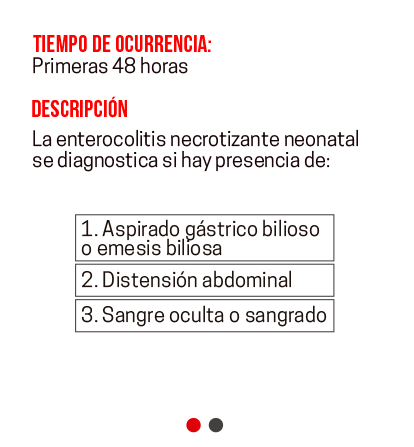 TIEMPO DE OCURRENCIA:
Primeras 48 horas
DESCRIPCIÓN
La enterocolitis necrotizante neonatal
se diagnostica si hay presencia de:
1. Aspirado gástrico bilioso
o emesis biliosa
2. Distensión abdominal
3. Sangre oculta o sangrado